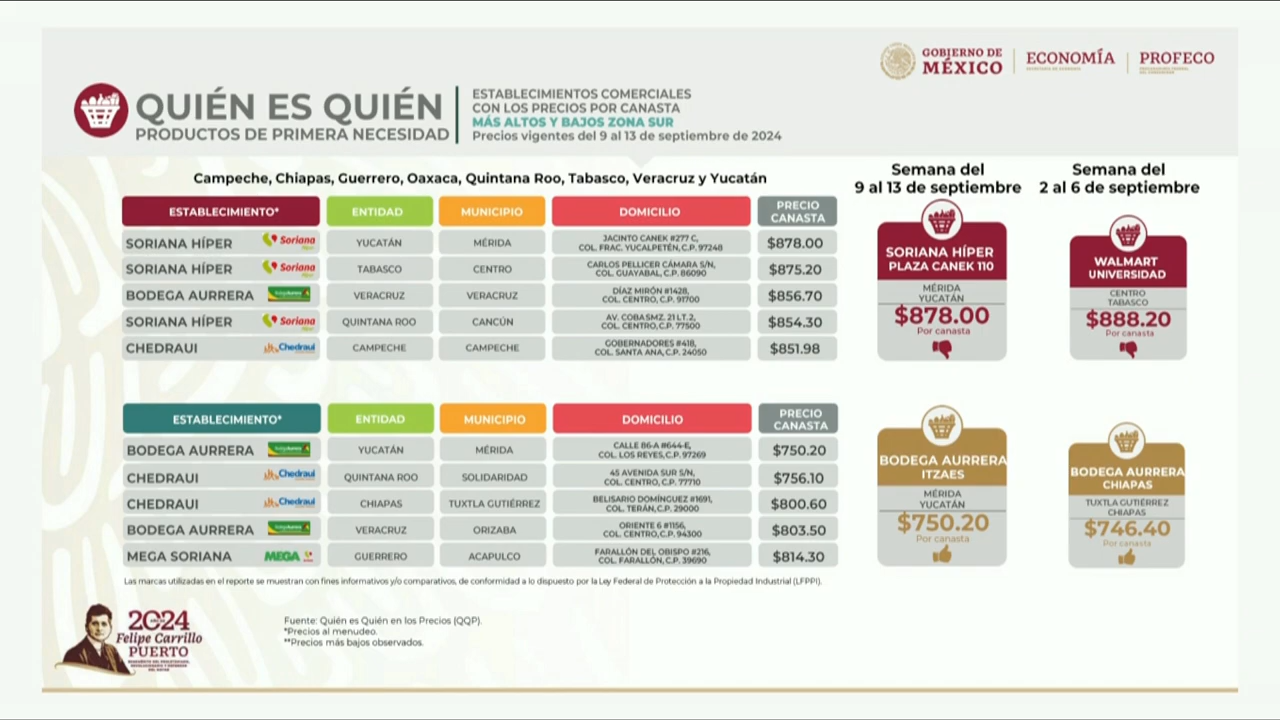 GOBIERNO DE
MÉXICO
ECONOMÍA
PROFECO
QUIÉN ES QUIÉN
PRODUCTOS DE PRIMERA NECESIDAD
ESTABLECIMIENTOS COMERCIALES
CON LOS PRECIOS POR CANASTA
MÁS ALTOS Y BAJOS ZONA SUR
Precios vigentes del 9 al 13 de septiembre de 2024
Campeche, Chiapas, Guerrero, Oaxaca, Quintana Roo, Tabasco, Veracruz y Yucatán
ESTABLECIMIENTO* ENTIDAD MUNICIPIO DOMICILIO PRECIO CANASTA
SORIANA HÍPER Soriana YUCATÁN MÉRIDA JACINTO CANEK #277 C, COL. FRAC. YUCALPETÉN, C.P. 97248 $878.00
SORIANA HÍPER Soriana TABASCO CENTRO CARLOS PELLICER CÁMARA S/N, COL. GUAYABAL, C.P. 86090 $875.20
BODEGA AURRERA VERACRUZ VERACRUZ DÍAZ MIRÓN #1428, COL. CENTRO, C.P. 91700 $856.70
SORIANA HÍPER Soriana QUINTANA ROO CANCÚN AV. COBA SMZ. 21 LT. 2, COL. CENTRO, C.P. 77500 $854.30
CHEDRAUI Chedraui CAMPECHE CAMPECHE GOBERNADORES #418, COL. SANTA ANA, C.P. 24050 $851.98
Semana del
9 al 13 de septiembre
SORIANA HÍPER
PLAZA CANEK 110
MÉRIDA
YUCATÁN
$878.00
Por canasta
Semana del
2 al 6 de septiembre
WALMART
UNIVERSIDAD
CENTRO
TABASCO
$888.20
Por canasta
ESTABLECIMIENTO* ENTIDAD MUNICIPIO DOMICILIO PRECIO CANASTA
BODEGA AURRERA YUCATÁN MÉRIDA CALLE 86-A #644-E, COL. LOS REYES, C.P. 97269 $750.20
CHEDRAUI Chedraui QUINTANA ROO SOLIDARIDAD 45 AVENIDA SUR S/N, COL. CENTRO, C.P. 77710 $756.10
CHEDRAUI Chedraui CHIAPAS TUXTLA GUTIÉRREZ BELISARIO DOMÍNGUEZ #1691, COL. TERÁN, C.P. 29000 $800.60
BODEGA AURRERA VERACRUZ ORIZABA ORIENTE 6 #1156, COL. CENTRO, C.P. 94300 $803.50
MEGA SORIANA MEGA GUERRERO ACAPULCO FARALLÓN DEL OBISPO #216, COL. FARALLÓN, C.P. 39690 $814.30
BODEGA AURRERA
ITZAES
MÉRIDA
YUCATÁN
$750.20
Por canasta
BODEGA AURRERA
CHIAPAS
TUXTLA GUTIÉRREZ
CHIAPAS
$746.40
Por canasta
Las marcas utilizadas en el reporte se muestran con fines informativos y/o comparativos, de conformidad a lo dispuesto por la Ley Federal de Protección a la Propiedad Industrial (LFPPI).
2024
Felipe Carrillo
PUERTO
Fuente: Quién es Quién en los Precios (QQP).
*Precios al menudeo.
**Precios más bajos observados.